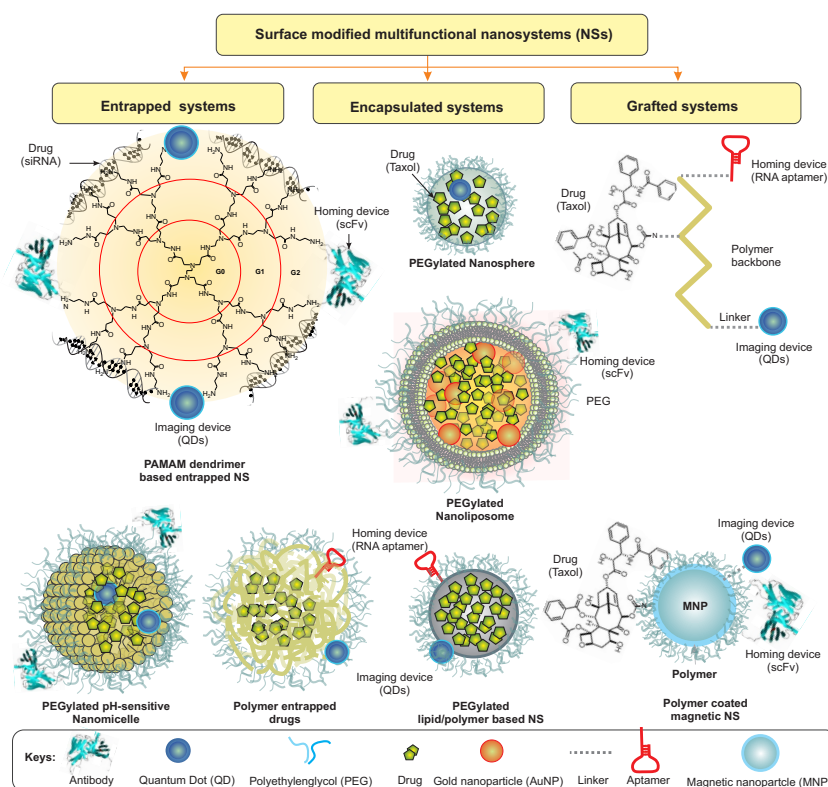 Surface modified multifunctional nanosystems (NSs)
Entrapped systems
Encapsulated systems
Grafted systems
Drug
(siRNA)
Homing device
(scFv)
G0
G1
G2
Imaging device
(QDs)
PAMAM dendrimer
based entrapped NS
Drug
(Taxol)
PEGylated Nanosphere
Homing device
(scFv)
PEG
PEGylated
Nanoliposome
Drug
(Taxol)
Homing device
(RNA aptamer)
Polymer
backbone
Linker
Imaging device
(QDs)
PEGylated pH-sensitive
Nanomicelle
Homing device
(RNA aptamer)
Polymer entrapped
drugs
Imaging device
(QDs)
PEGylated
lipid/polymer based NS
Drug
(Taxol)
Imaging device
(QDs)
MNP
Homing device
(scFv)
Polymer
Polymer coated
magnetic NS
Keys:
Antibody
Quantum Dot (QD)
Polyethylenglycol (PEG)
Drug
Gold nanoparticle (AuNP)
Linker
Aptamer
Magnetic nanopartcle (MNP